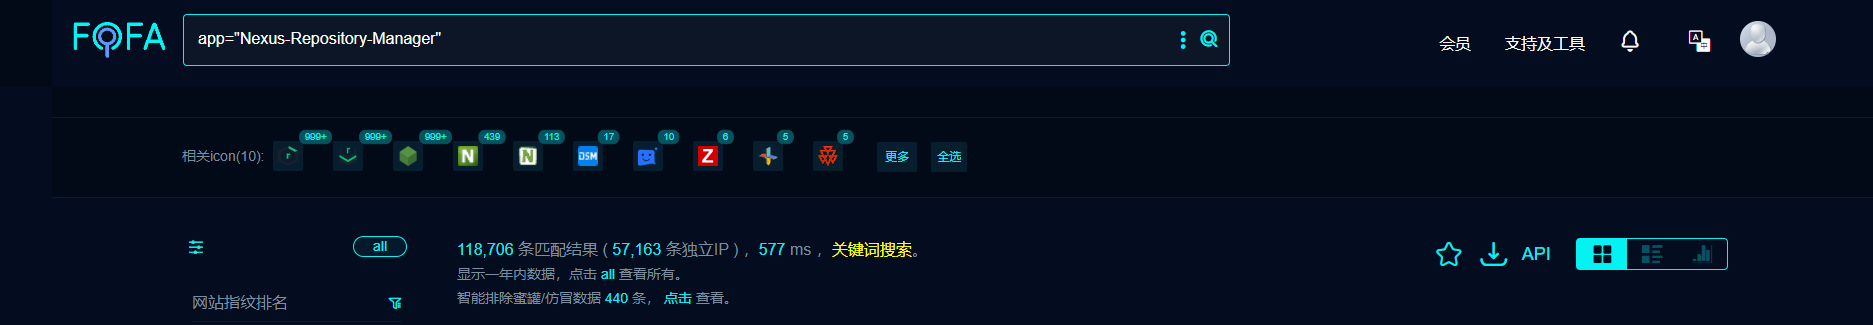 FOFA
app="Nexus-Repository-Manager"
会员 支持及工具
相关icon(10): 999+ 999+ 999+ 439 113 17 10 6 5 5 更多 全选
all
118,706 条匹配结果 ( 57,163 条独立IP ) ，577 ms ，关键词搜索。
API
显示一年内数据，点击 all 查看所有。
智能排除蜜罐/仿冒数据 440 条， 点击 查看。
网站指纹排名